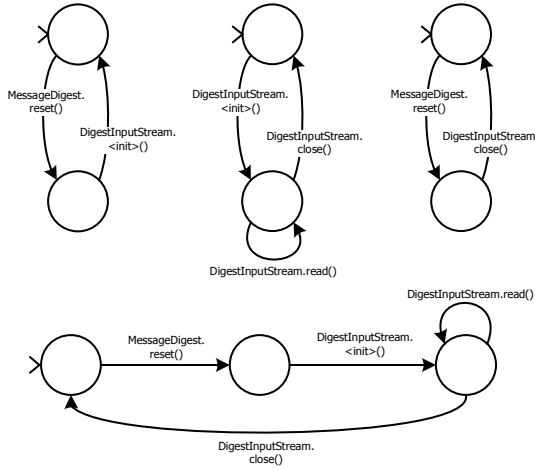 MessageDigest.
reset()
DigestInputStream.
<init>()
DigestInputStream.
<init>()
DigestInputStream.
close()
DigestInputStream.read()
MessageDigest.
reset()
DigestInputStream
close()
MessageDigest.
reset()
DigestInputStream.
<init>()
DigestInputStream.read()
DigestInputStream.
close()